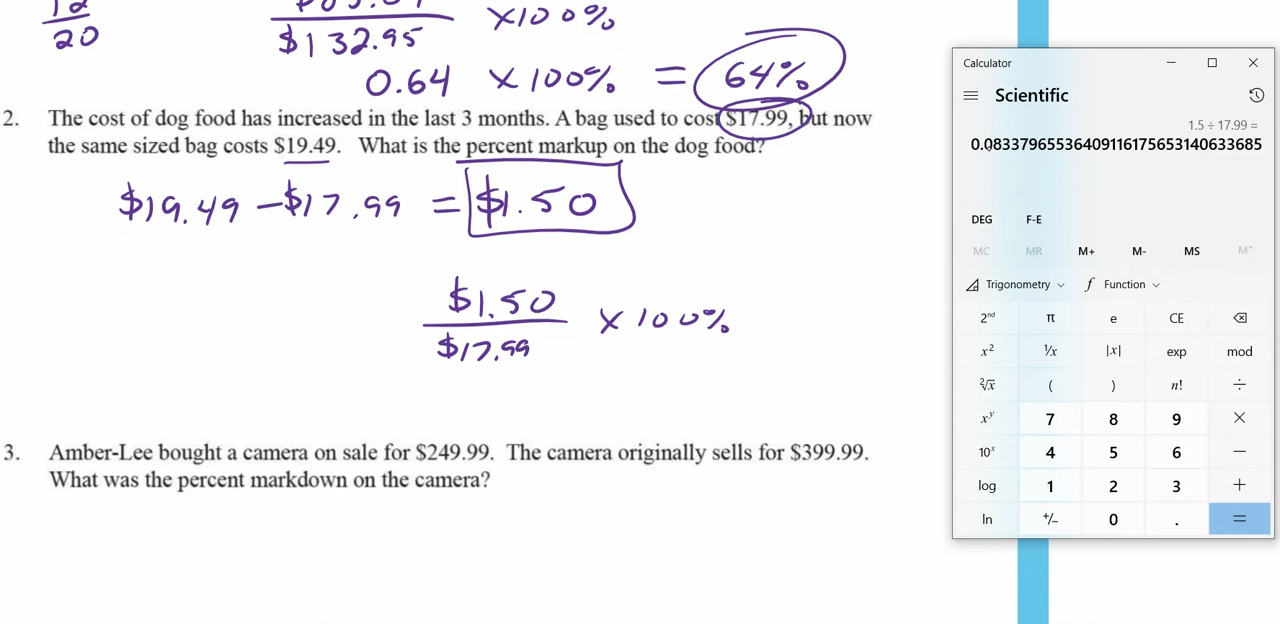 12
20
$132.95
×100%
0.64 ×100% = 64%
2. The cost of dog food has increased in the last 3 months. A bag used to cost $17.99, but now
the same sized bag costs $19.49. What is the percent markup on the dog food?
$19.49 - $17.99 = $1.50
$1.50
$17.99
× 100%
3. Amber-Lee bought a camera on sale for $249.99. The camera originally sells for $399.99.
What was the percent markdown on the camera?
Calculator
Scientific
1.5 ÷ 17.99 =
0.08337965536409116175653140633685
DEG F-E
MC MR M+ M- MS M˅
Trigonometry Function
2nd π e CE
x² ¹/x |x| exp mod
²√x ( ) n! ÷
xʸ 7 8 9 ×
10ˣ 4 5 6 −
log 1 2 3 +
ln +/− 0 . =